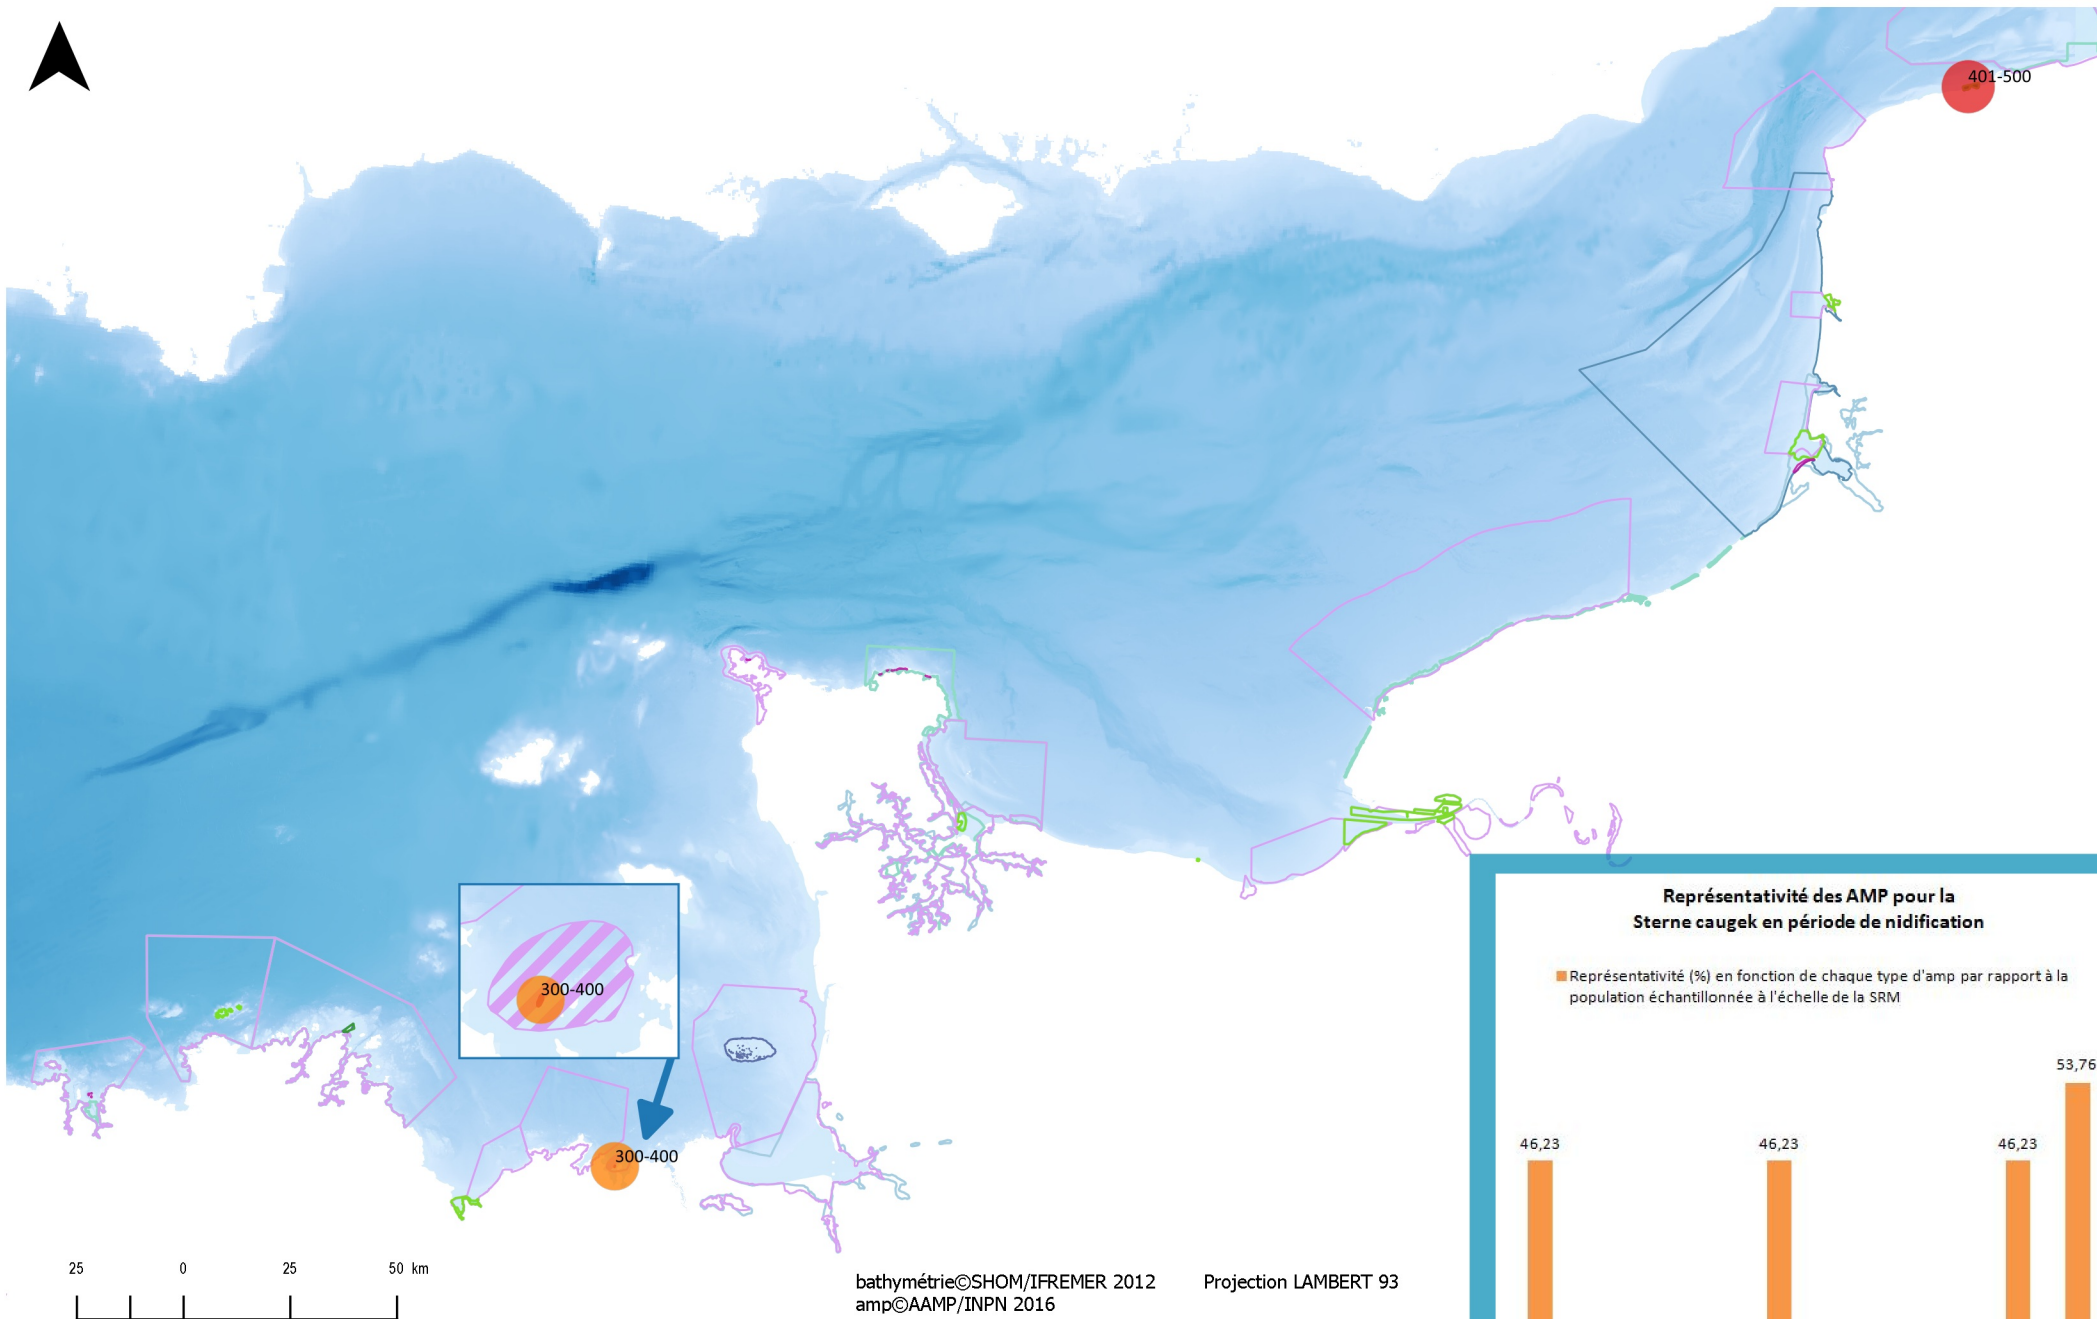 401-500
300-400
300-400
Représentativité des AMP pour la
Sterne caugek en période de nidification
Représentativité (%) en fonction de chaque type d'amp par rapport à la
population échantillonnée à l'échelle de la SRM
53,76
46,23
46,23
46,23
25
0
25
50 km
bathymétrie©SHOM/IFREMER 2012
Projection LAMBERT 93
amp©AAMP/INPN 2016